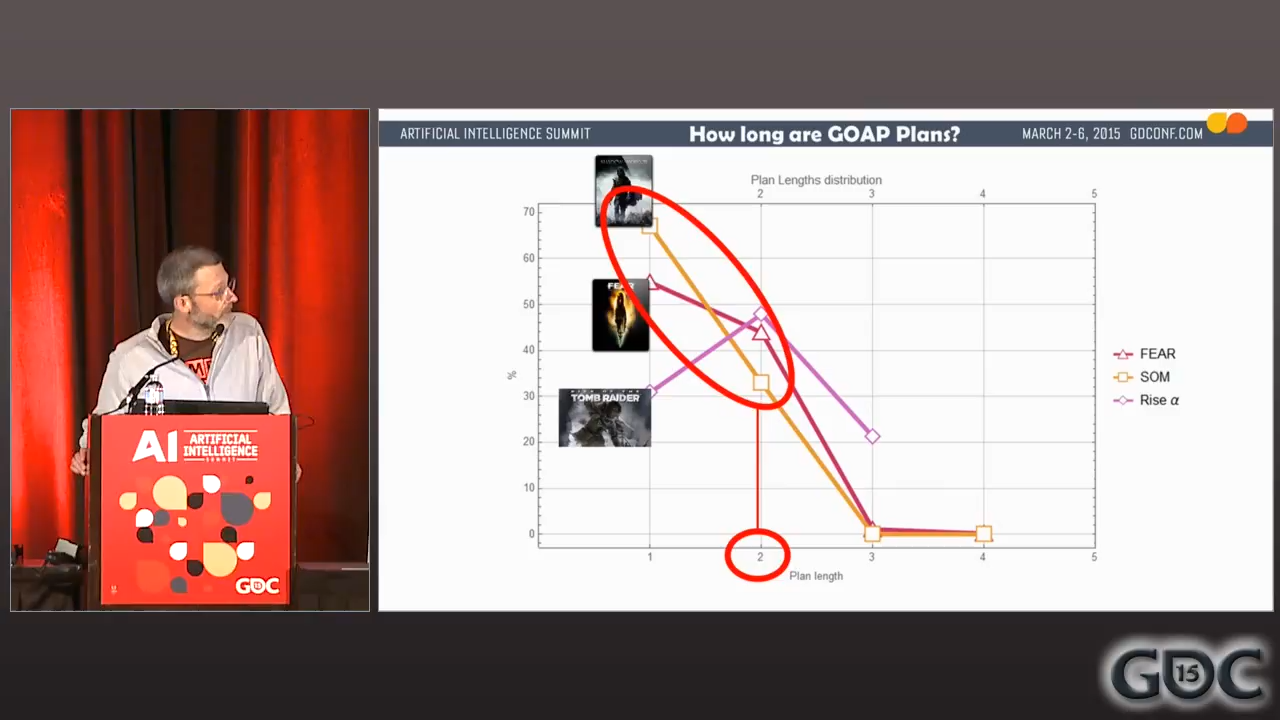 ARTIFICIAL INTELLIGENCE SUMMIT
How long are GOAP Plans?
MARCH 2-6, 2015 GDCONF.COM
Plan Lengths distribution
2 3 4 5
70
60
50
40
30
20
10
0
%
1 2 3 4 5
Plan length
FEAR
SOM
Rise α
FEAR
TOMB RAIDER
AI ARTIFICIAL
INTELLIGENCE
SUMMIT
GDC 15
GDC 15